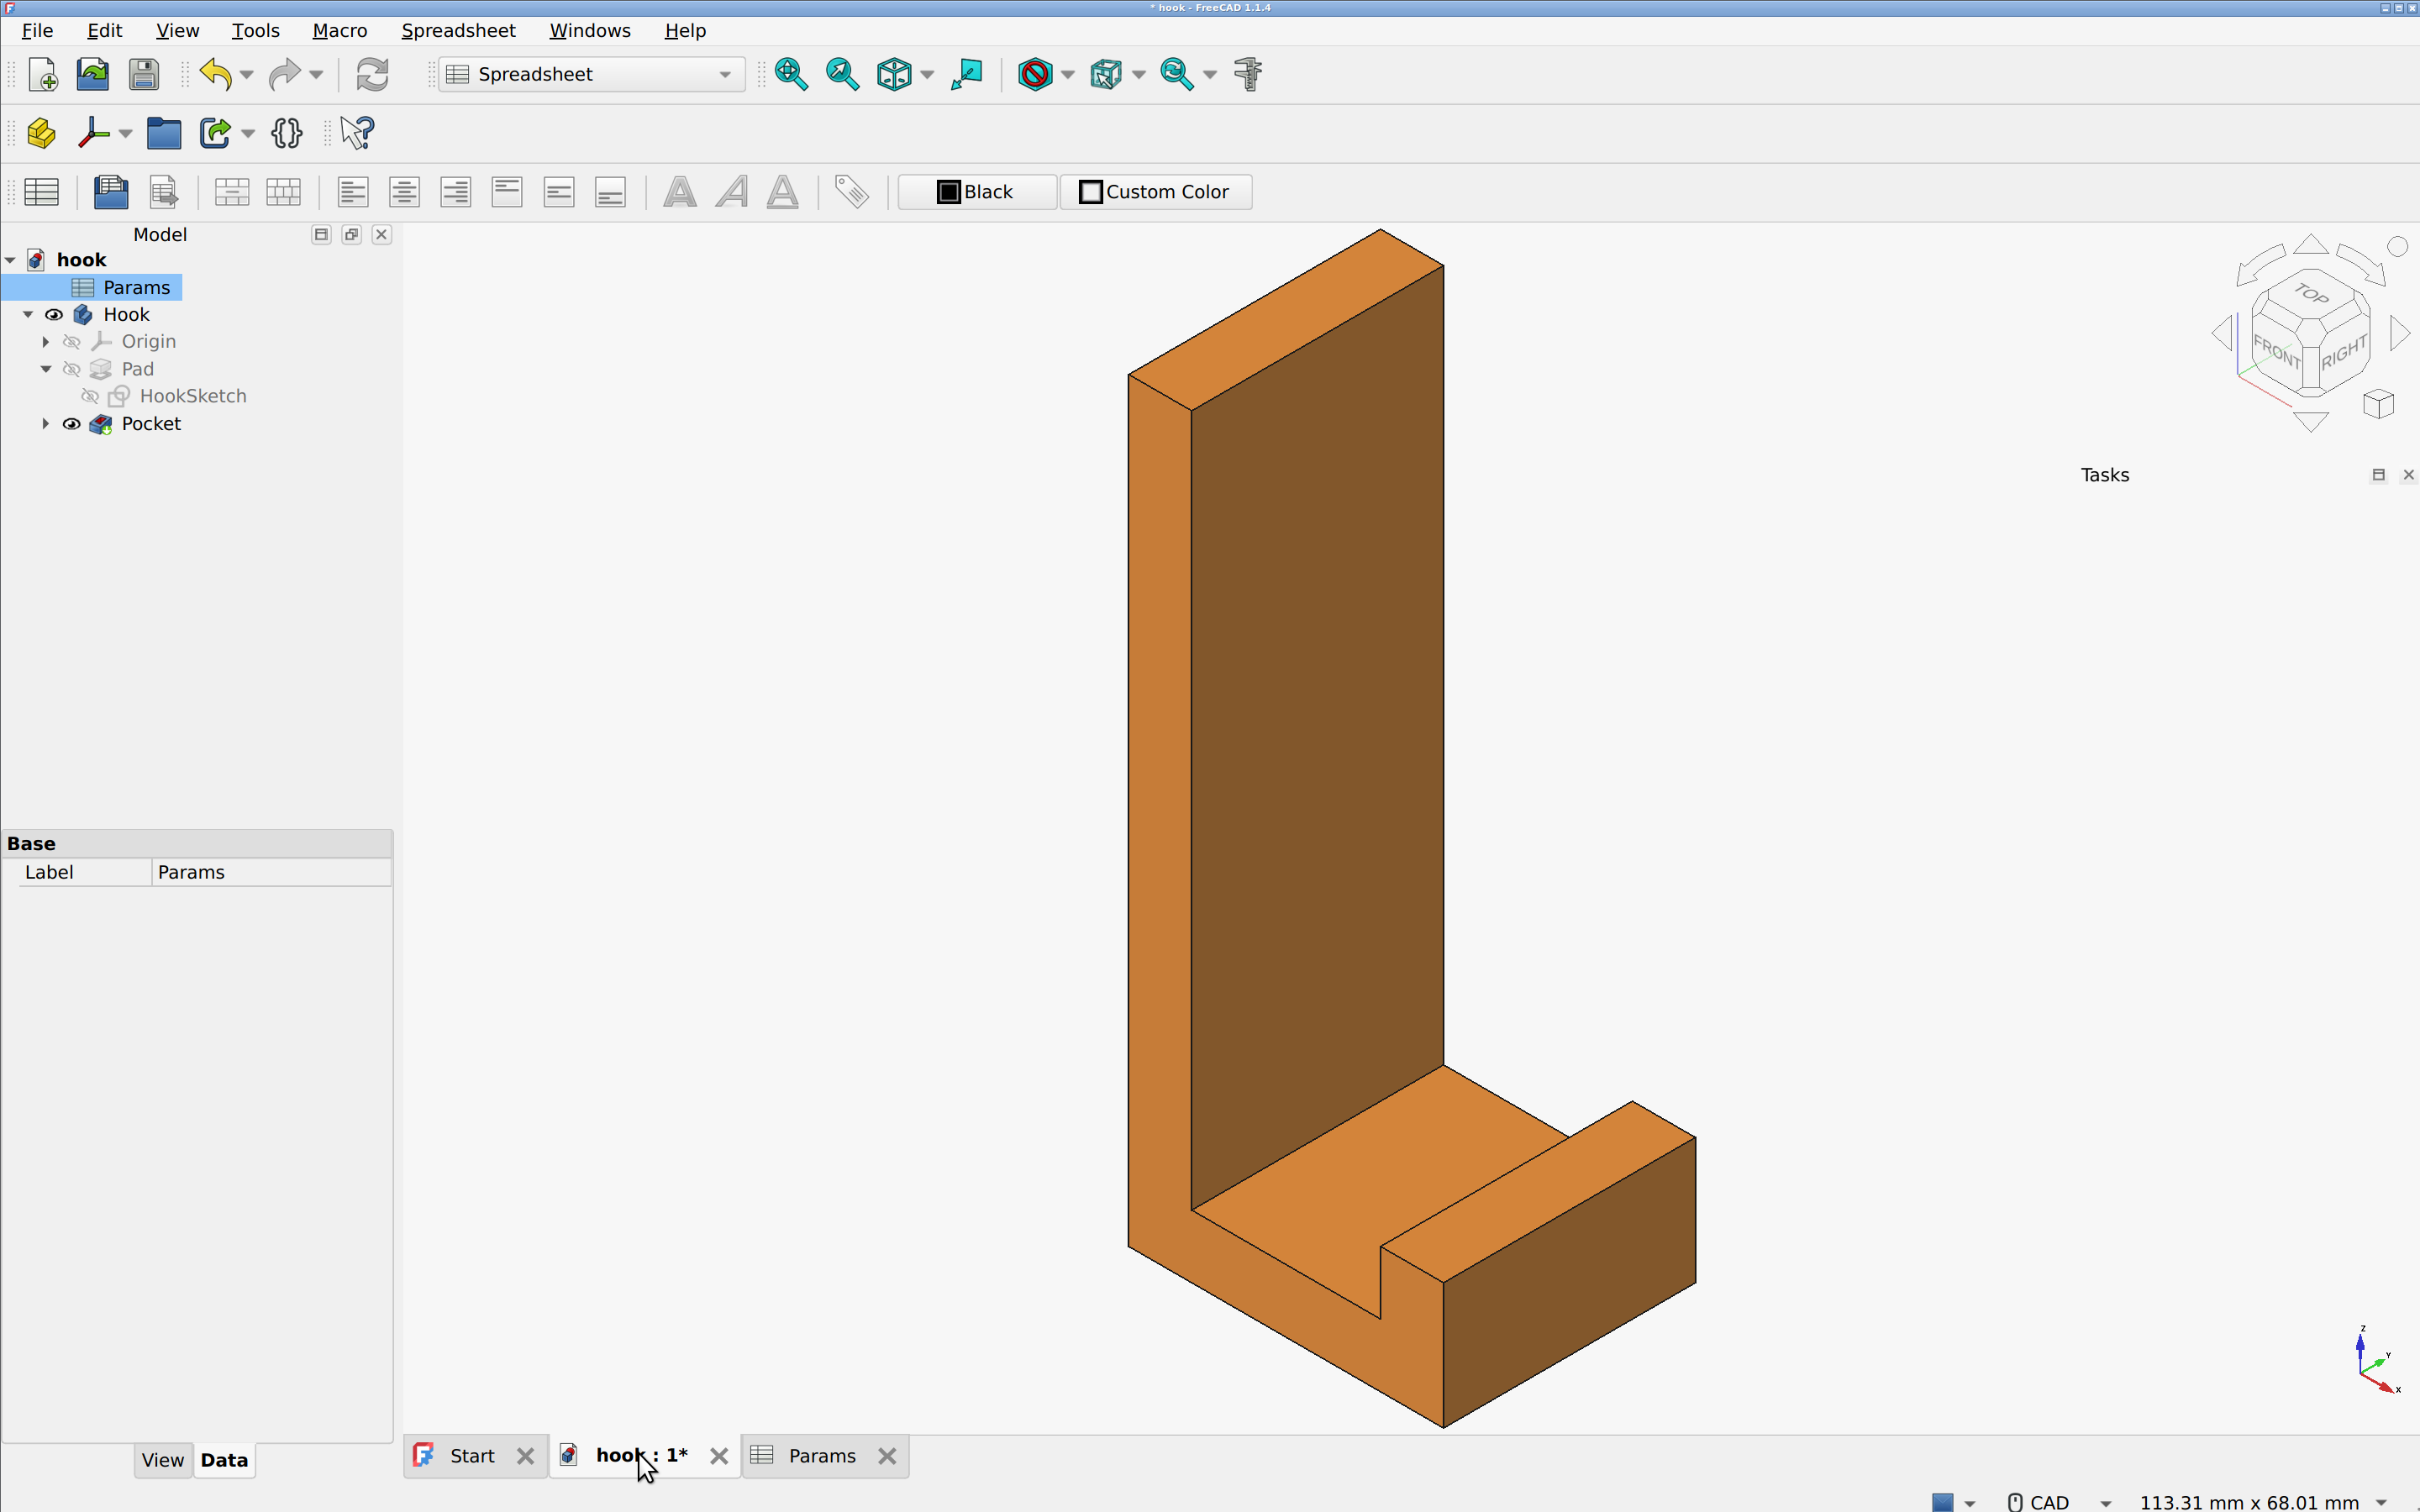 * hook - FreeCAD 1.1.4
File Edit View Tools Macro Spreadsheet Windows Help
Spreadsheet
Black Custom Color
Model
hook
Params
Hook
Origin
Pad
HookSketch
Pocket
TOP
FRONT RIGHT
Tasks
Base
Label Params
Z
Y
X
View Data
Start hook : 1* Params
CAD 113.31 mm x 68.01 mm